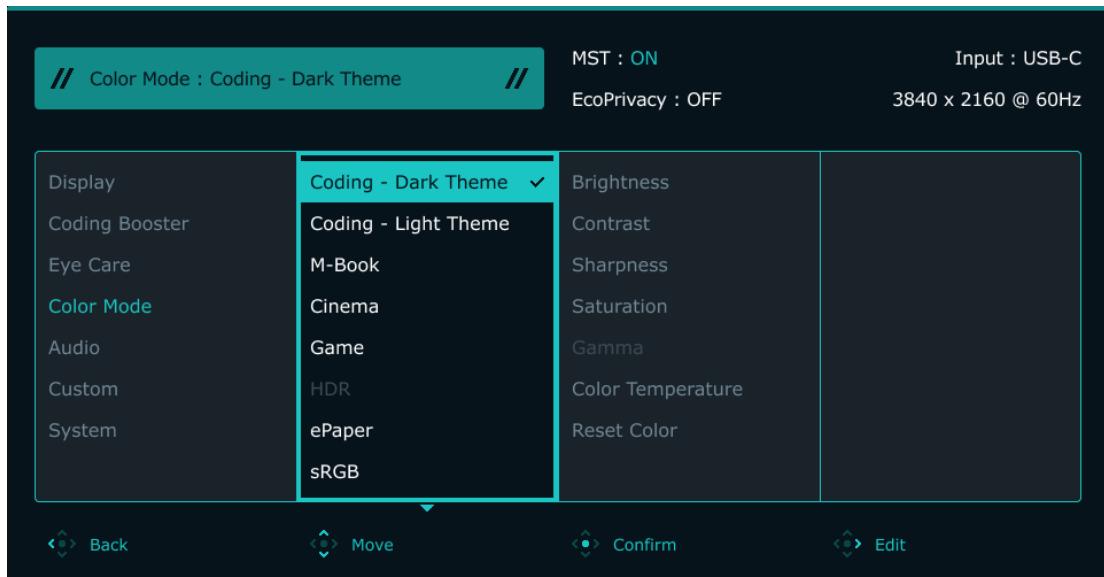 Color Mode : Coding - Dark Theme
MST : ON
Input : USB-C
EcoPrivacy : OFF
3840 x 2160 @ 60Hz
Display
Coding Booster
Eye Care
Color Mode
Audio
Custom
System
Coding - Dark Theme
Coding - Light Theme
M-Book
Cinema
Game
HDR
ePaper
sRGB
Brightness
Contrast
Sharpness
Saturation
Gamma
Color Temperature
Reset Color
Back
Move
Confirm
Edit